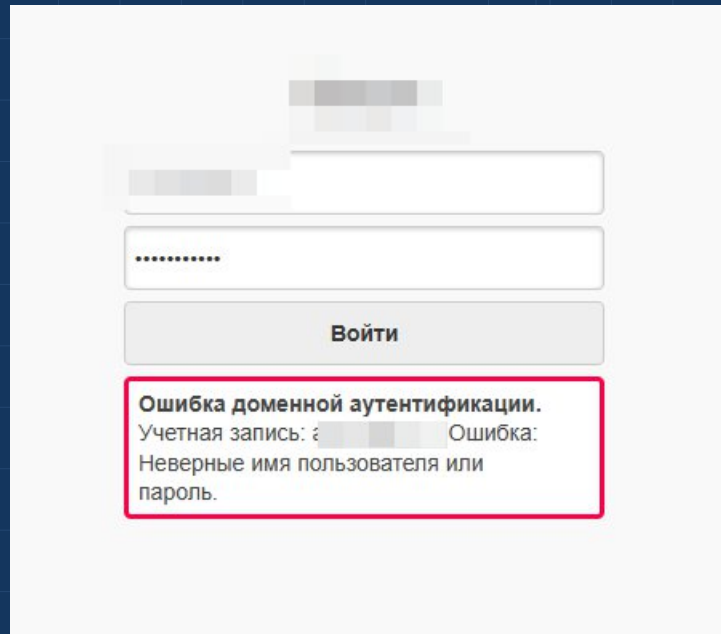 •••••••••••
Войти
Ошибка доменной аутентификации.
Учетная запись: Ошибка:
Неверные имя пользователя или
пароль.